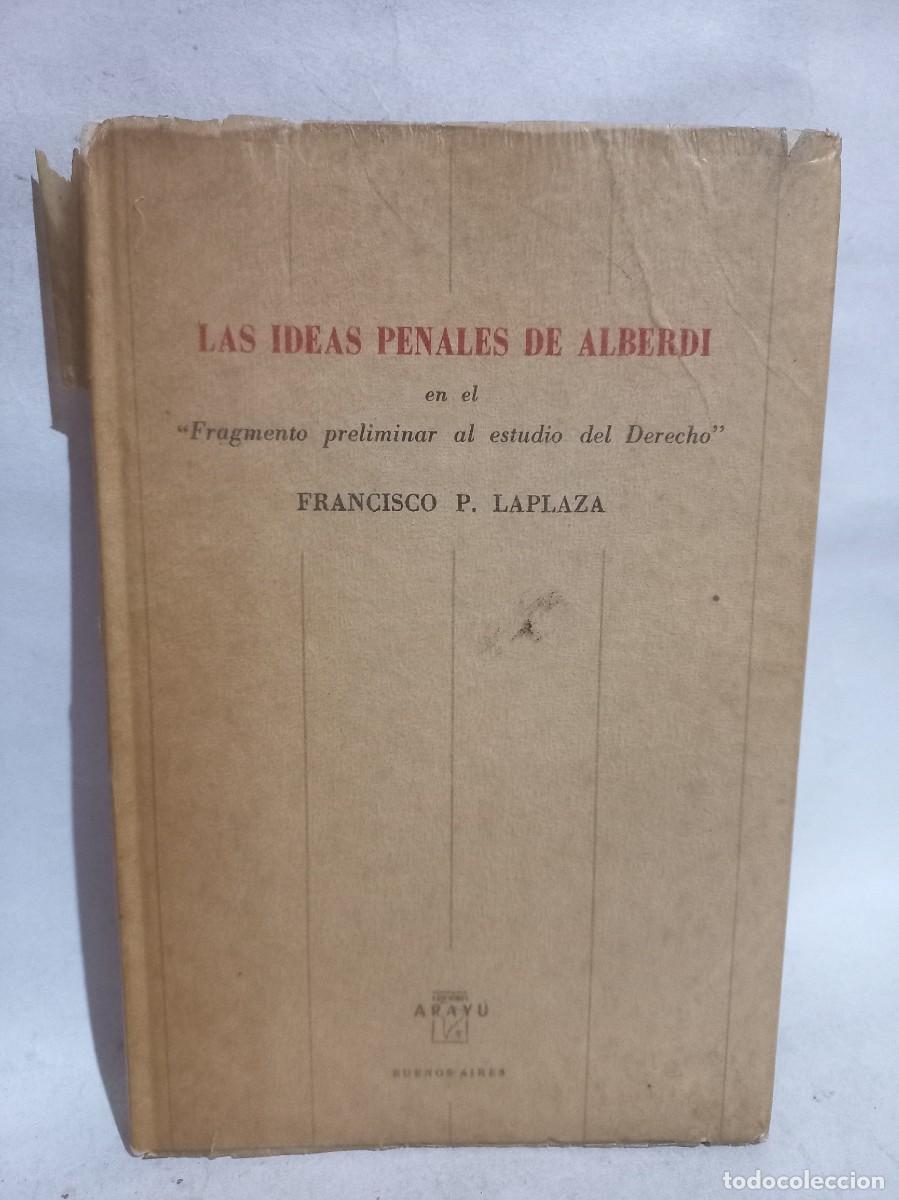 LAS IDEAS PENALES DE ALBERDI
en el
“Fragmento preliminar al estudio del Derecho”
FRANCISCO P. LAPLAZA
ARAYÚ
BUENOS AIRES
todocoleccion